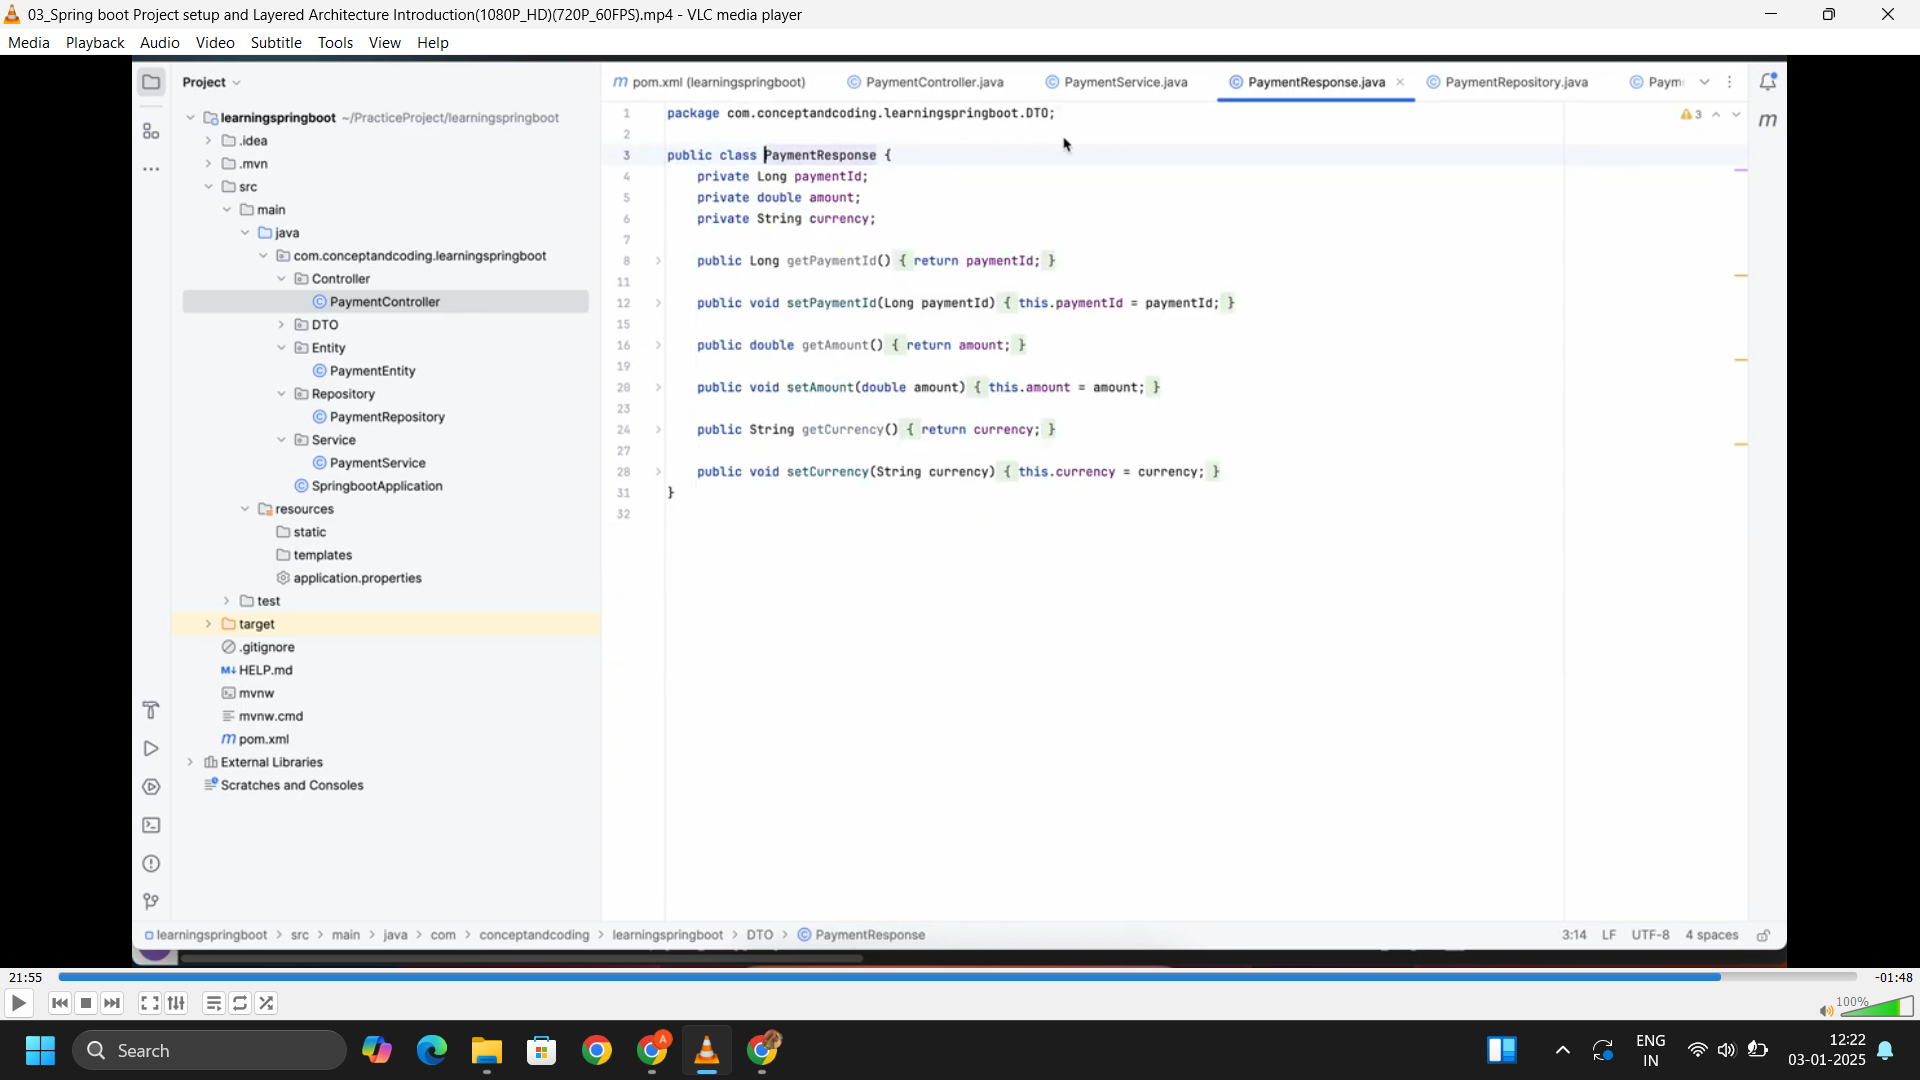 03_Spring boot Project setup and Layered Architecture Introduction(1080P_HD)(720P_60FPS).mp4 - VLC media player
Media Playback Audio Video Subtitle Tools View Help
Project
learningspringboot ~/PracticeProject/learningspringboot
.idea
.mvn
src
main
java
com.conceptandcoding.learningspringboot
Controller
PaymentController
DTO
Entity
PaymentEntity
Repository
PaymentRepository
Service
PaymentService
SpringbootApplication
resources
static
templates
application.properties
test
target
.gitignore
M↓ HELP.md
mvnw
mvnw.cmd
m pom.xml
External Libraries
Scratches and Consoles
m pom.xml (learningspringboot) PaymentController.java PaymentService.java PaymentResponse.java PaymentRepository.java Paym
1 package com.conceptandcoding.learningspringboot.DTO;
2
3 public class PaymentResponse {
4 private Long paymentId;
5 private double amount;
6 private String currency;
7
8 public Long getPaymentId() { return paymentId; }
11
12 public void setPaymentId(Long paymentId) { this.paymentId = paymentId; }
15
16 public double getAmount() { return amount; }
19
20 public void setAmount(double amount) { this.amount = amount; }
23
24 public String getCurrency() { return currency; }
27
28 public void setCurrency(String currency) { this.currency = currency; }
31 }
32
3
m
learningspringboot > src > main > java > com > conceptandcoding > learningspringboot > DTO > PaymentResponse
3:14 LF UTF-8 4 spaces
21:55 -01:48
100%
Search
A
ENG
IN
12:22
03-01-2025